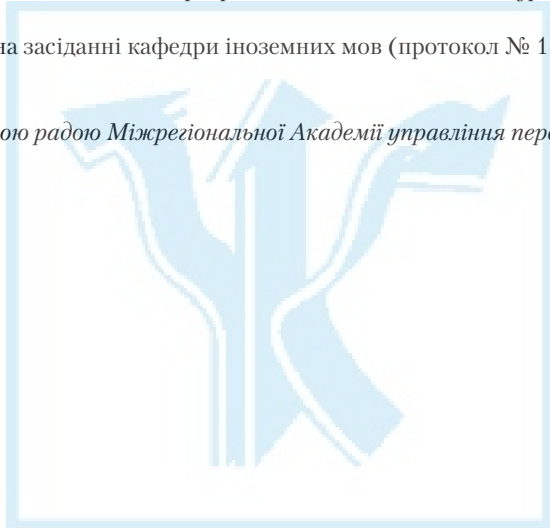 на засіданні кафедри іноземних мов (протокол № 1
ою радою Міжрегіональної Академії управління перс